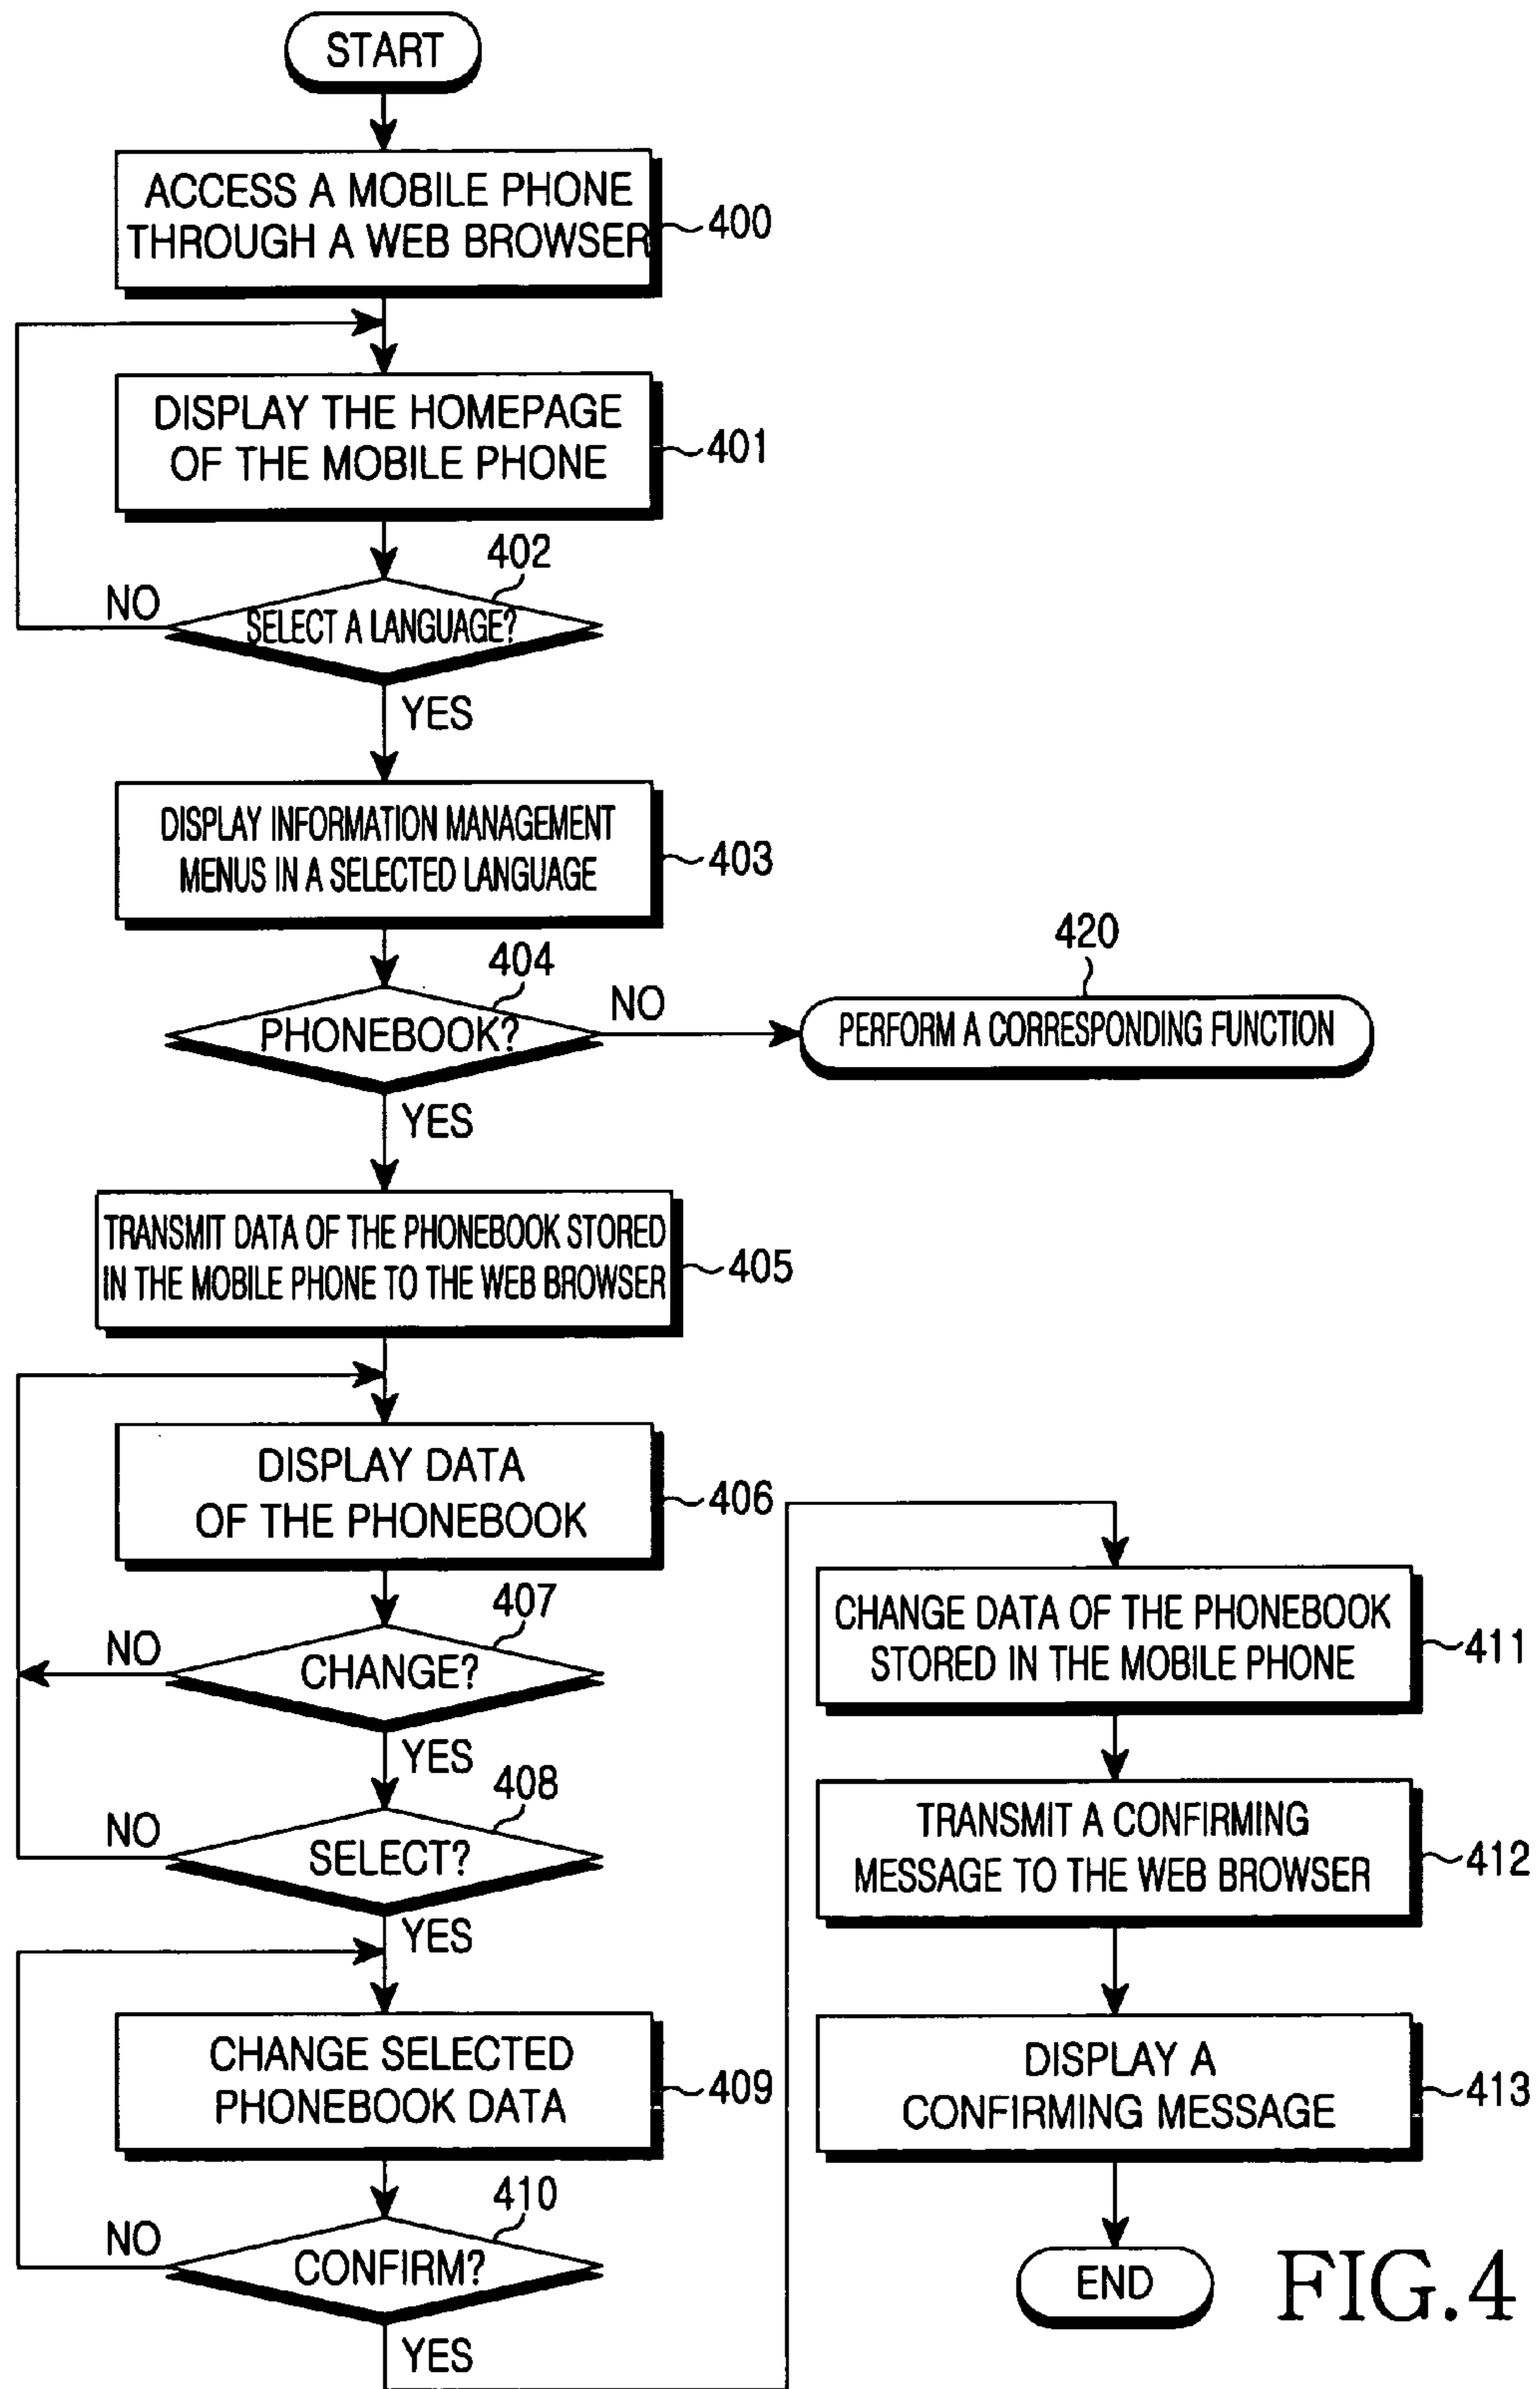 START
ACCESS A MOBILE PHONE
THROUGH A WEB BROWSER
400
DISPLAY THE HOMEPAGE
OF THE MOBILE PHONE
401
402
SELECT A LANGUAGE?
NO
YES
DISPLAY INFORMATION MANAGEMENT
MENUS IN A SELECTED LANGUAGE
403
404
PHONEBOOK?
NO
420
PERFORM A CORRESPONDING FUNCTION
YES
TRANSMIT DATA OF THE PHONEBOOK STORED
IN THE MOBILE PHONE TO THE WEB BROWSER
405
DISPLAY DATA
OF THE PHONEBOOK
406
407
CHANGE?
NO
YES
408
SELECT?
NO
YES
CHANGE SELECTED
PHONEBOOK DATA
409
410
CONFIRM?
NO
YES
CHANGE DATA OF THE PHONEBOOK
STORED IN THE MOBILE PHONE
411
TRANSMIT A CONFIRMING
MESSAGE TO THE WEB BROWSER
412
DISPLAY A
CONFIRMING MESSAGE
413
END
FIG.4